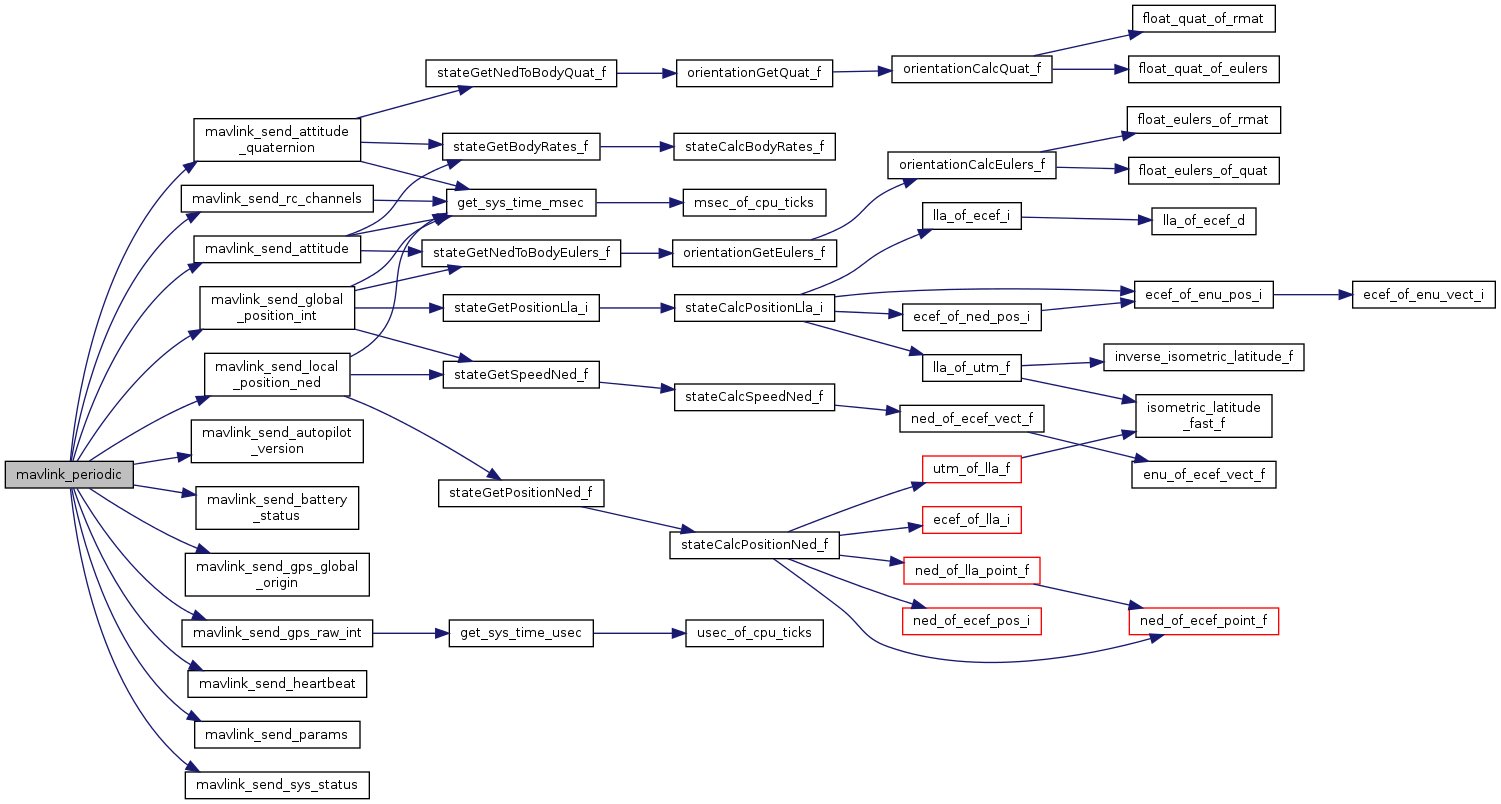 mavlink_periodic
mavlink_send_attitude
_quaternion
mavlink_send_rc_channels
mavlink_send_attitude
mavlink_send_global
_position_int
mavlink_send_local
_position_ned
mavlink_send_autopilot
_version
mavlink_send_battery
_status
mavlink_send_gps_global
_origin
mavlink_send_gps_raw_int
mavlink_send_heartbeat
mavlink_send_params
mavlink_send_sys_status
stateGetNedToBodyQuat_f
stateGetBodyRates_f
get_sys_time_msec
stateGetNedToBodyEulers_f
stateGetPositionLla_i
stateGetSpeedNed_f
stateGetPositionNed_f
get_sys_time_usec
orientationGetQuat_f
stateCalcBodyRates_f
msec_of_cpu_ticks
orientationGetEulers_f
stateCalcPositionLla_i
stateCalcSpeedNed_f
stateCalcPositionNed_f
usec_of_cpu_ticks
orientationCalcQuat_f
orientationCalcEulers_f
lla_of_ecef_i
ecef_of_ned_pos_i
lla_of_utm_f
ned_of_ecef_vect_f
utm_of_lla_f
ecef_of_lla_i
ned_of_lla_point_f
ned_of_ecef_pos_i
float_quat_of_rmat
float_quat_of_eulers
float_eulers_of_rmat
float_eulers_of_quat
lla_of_ecef_d
ecef_of_enu_pos_i
inverse_isometric_latitude_f
isometric_latitude
_fast_f
enu_of_ecef_vect_f
ned_of_ecef_point_f
ecef_of_enu_vect_i